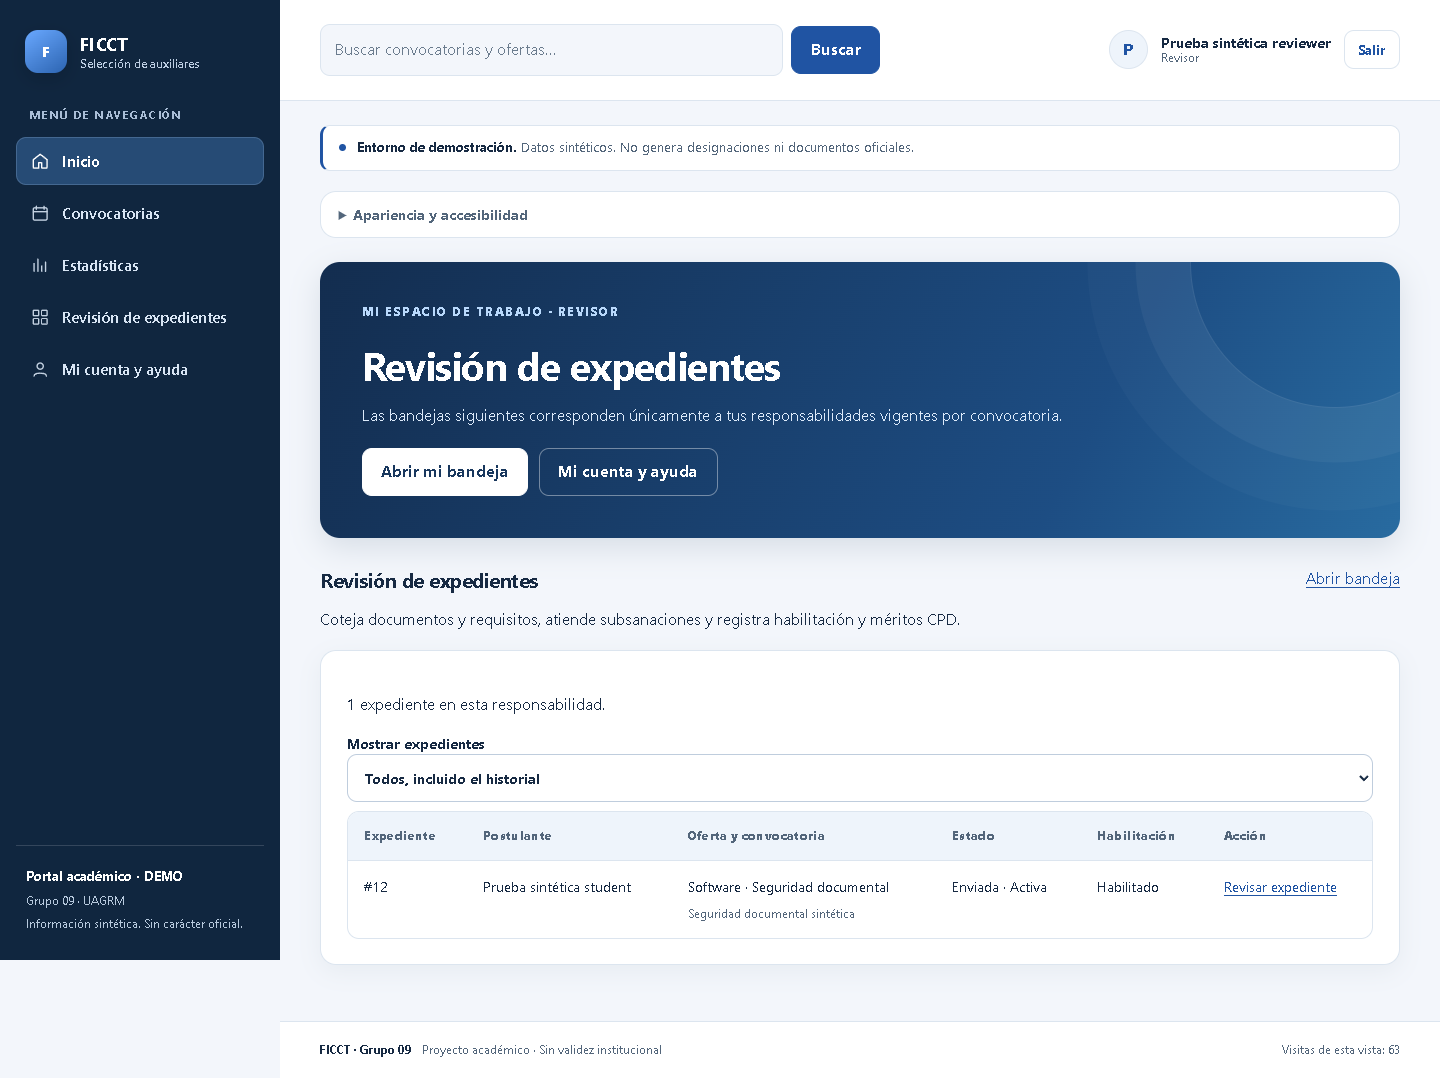 F
FICCT
Selección de auxiliares
MENÚ DE NAVEGACIÓN
Inicio
Convocatorias
Estadísticas
Revisión de expedientes
Mi cuenta y ayuda
Portal académico · DEMO
Grupo 09 · UAGRM
Información sintética. Sin carácter oficial.
Buscar convocatorias y ofertas...
Buscar
P
Prueba sintética reviewer
Revisor
Salir
Entorno de demostración. Datos sintéticos. No genera designaciones ni documentos oficiales.
Apariencia y accesibilidad
MI ESPACIO DE TRABAJO · REVISOR
Revisión de expedientes
Las bandejas siguientes corresponden únicamente a tus responsabilidades vigentes por convocatoria.
Abrir mi bandeja
Mi cuenta y ayuda
Revisión de expedientes
Abrir bandeja
Coteja documentos y requisitos, atiende subsanaciones y registra habilitación y méritos CPD.
1 expediente en esta responsabilidad.
Mostrar expedientes
Todos, incluido el historial
Expediente Postulante Oferta y convocatoria Estado Habilitación Acción
#12 Prueba sintética student Software · Seguridad documental Enviada · Activa Habilitado Revisar expediente
Seguridad documental sintética
FICCT · Grupo 09 Proyecto académico · Sin validez institucional Visitas de esta vista: 63